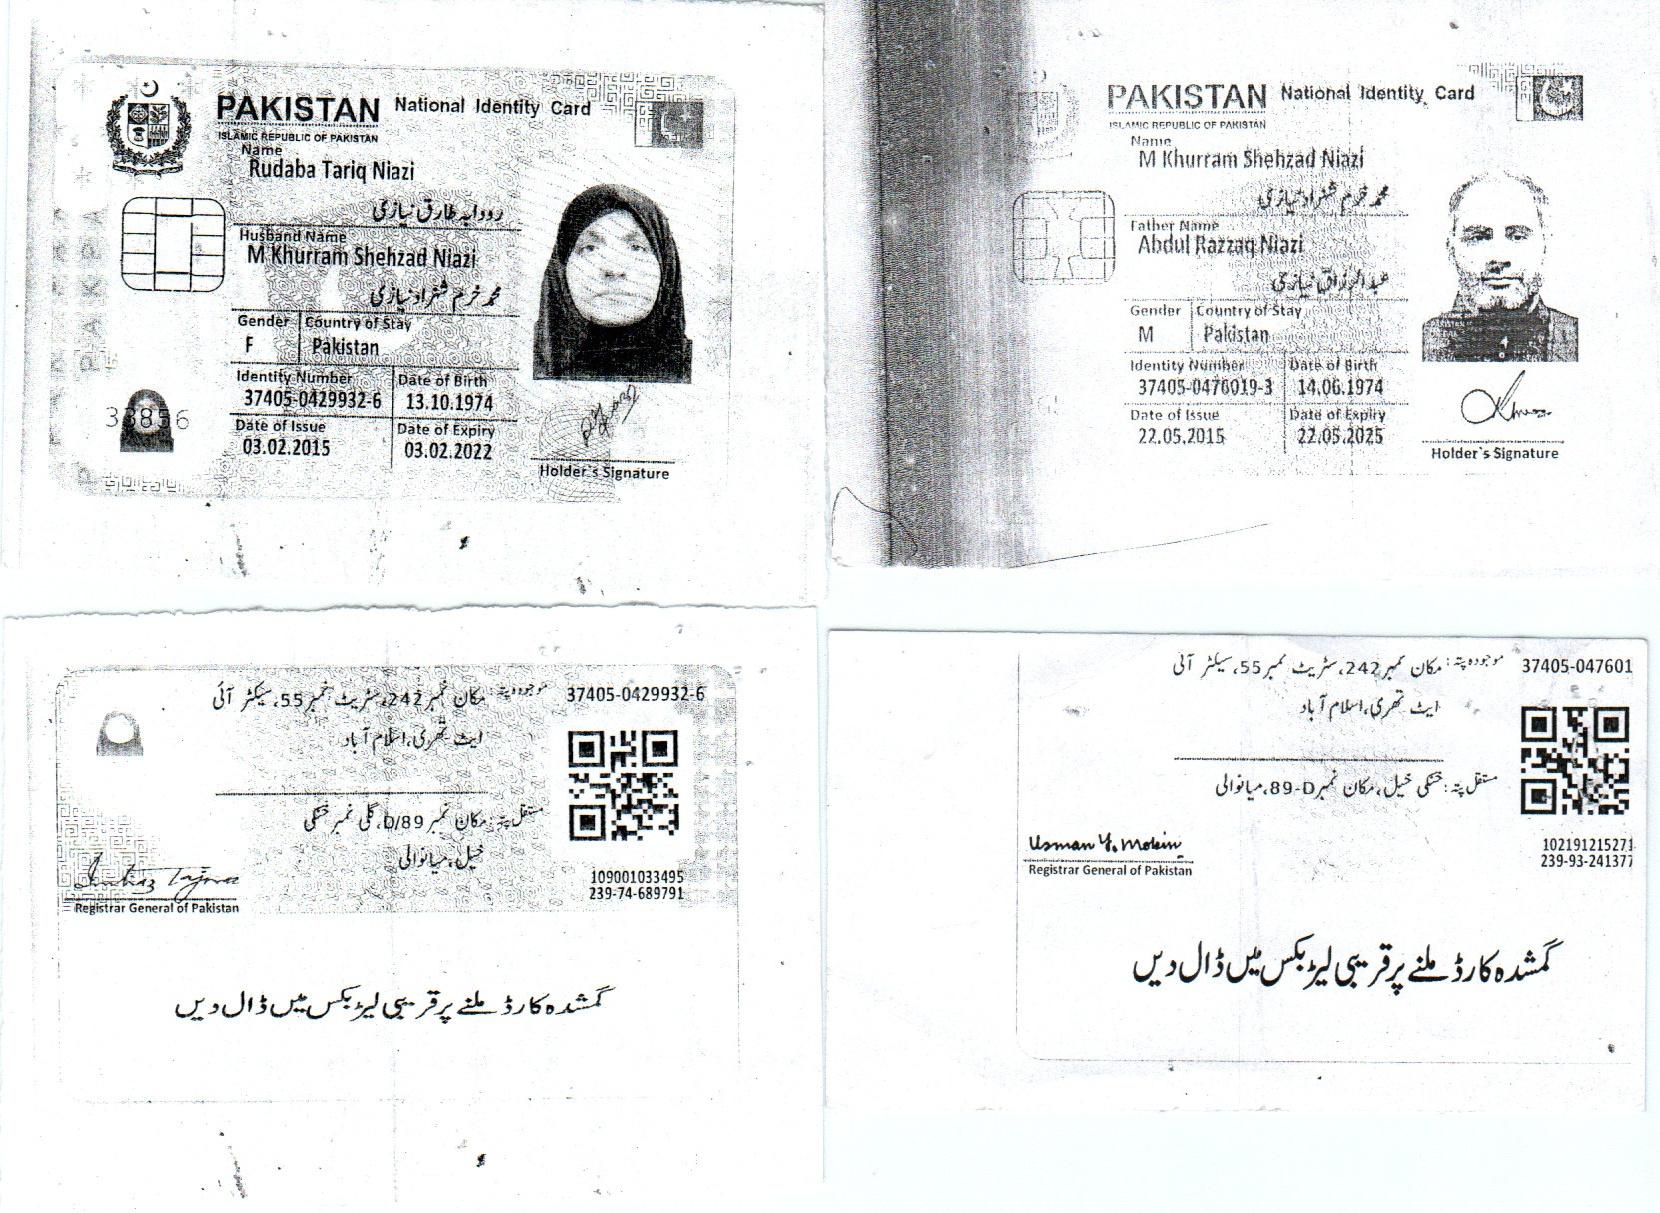 PAKISTAN National Identity Card
ISLAMIC REPUBLIC OF PAKISTAN
Name
Rudaba Tariq Niazi
رودابہ طارق نیازی
Husband Name
M Khurram Shehzad Niazi
محمد خرم شہزاد نیازی
Gender Country of Stay
F Pakistan
Identity Number Date of Birth
37405-0429932-6 13.10.1974
Date of Issue Date of Expiry
03.02.2015 03.02.2022
33856
Holder's Signature
PAKISTAN National Identity Card
ISLAMIC REPUBLIC OF PAKISTAN
Name
M Khurram Shehzad Niazi
محمد خرم شہزاد نیازی
Father Name
Abdul Razzaq Niazi
عبدالرزاق نیازی
Gender Country of Stay
M Pakistan
Identity Number Date of Birth
37405-0476019-3 14.06.1974
Date of Issue Date of Expiry
22.05.2015 22.05.2025
Holder's Signature
37405-0429932-6
موجودہ پتہ: مکان نمبر 242، سٹریٹ نمبر 55، سیکٹر آئی
ایٹ تھری، اسلام آباد
مستقل پتہ: مکان نمبر D/89، گلی نمبر خنکی
خیل، میانوالی
109001033495
239-74-689791
Registrar General of Pakistan
گمشدہ کارڈ ملنے پر قریبی لیٹر بکس میں ڈال دیں
37405-047601
موجودہ پتہ: مکان نمبر 242، سٹریٹ نمبر 55، سیکٹر آئی
ایٹ تھری، اسلام آباد
مستقل پتہ: خنکی خیل، مکان نمبر 89-D، میانوالی
Usman Y. Mobin
102191215271
239-93-241377
Registrar General of Pakistan
گمشدہ کارڈ ملنے پر قریبی لیٹر بکس میں ڈال دیں